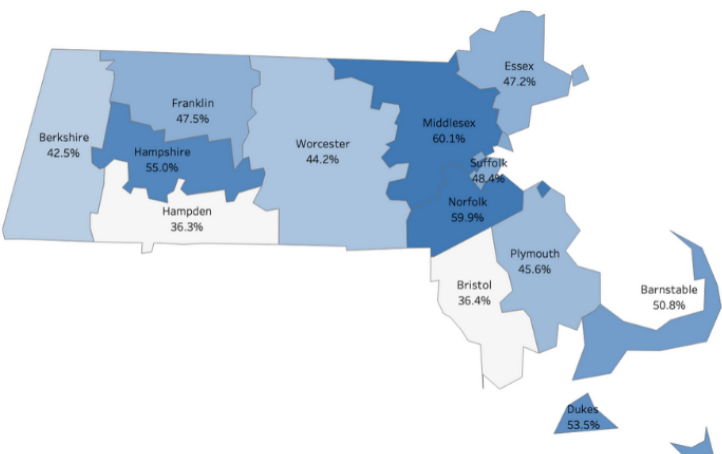 Essex
47.2%
Franklin
47.5%
Middlesex
60.1%
Berkshire
42.5%
Hampshire
55.0%
Worcester
44.2%
Suffolk
48.4%
Norfolk
59.9%
Hampden
36.3%
Plymouth
45.6%
Bristol
36.4%
Barnstable
50.8%
Dukes
53.5%